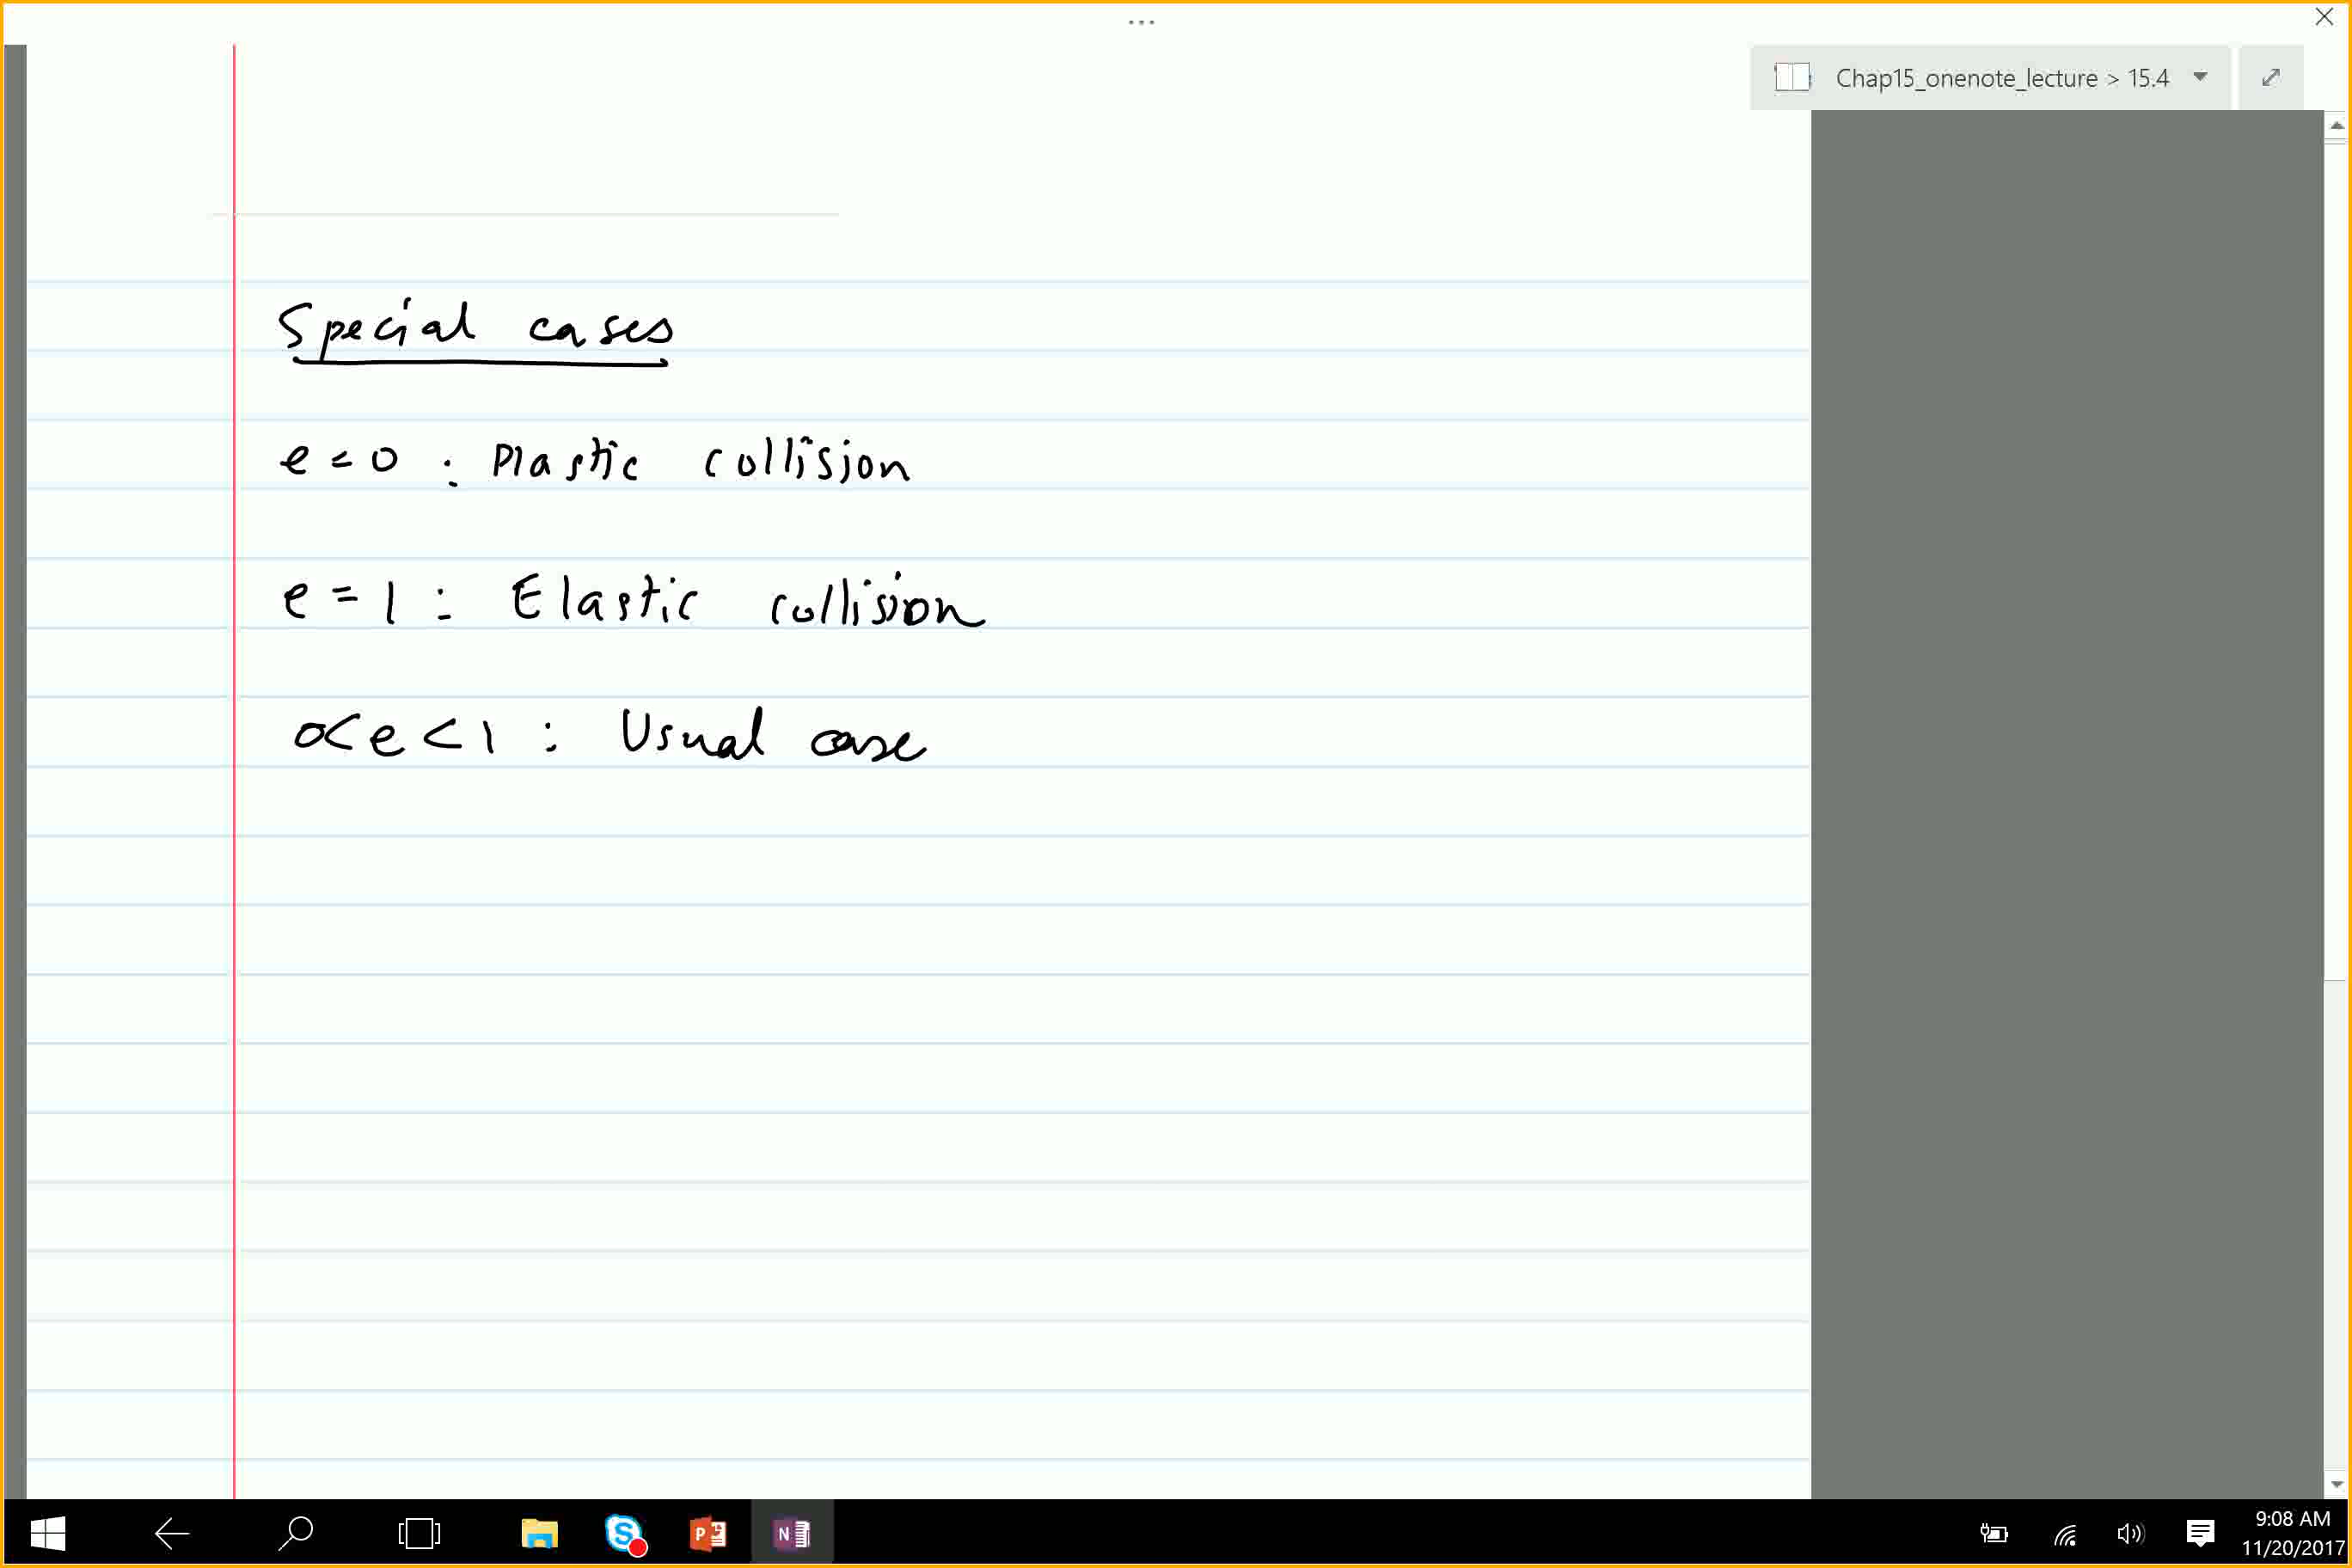 Chap15_onenote_lecture > 15.4
Special cases
e = 0 : Plastic collision
e = 1 : Elastic collision
0 < e < 1 : Usual case
9:08 AM
11/20/2017